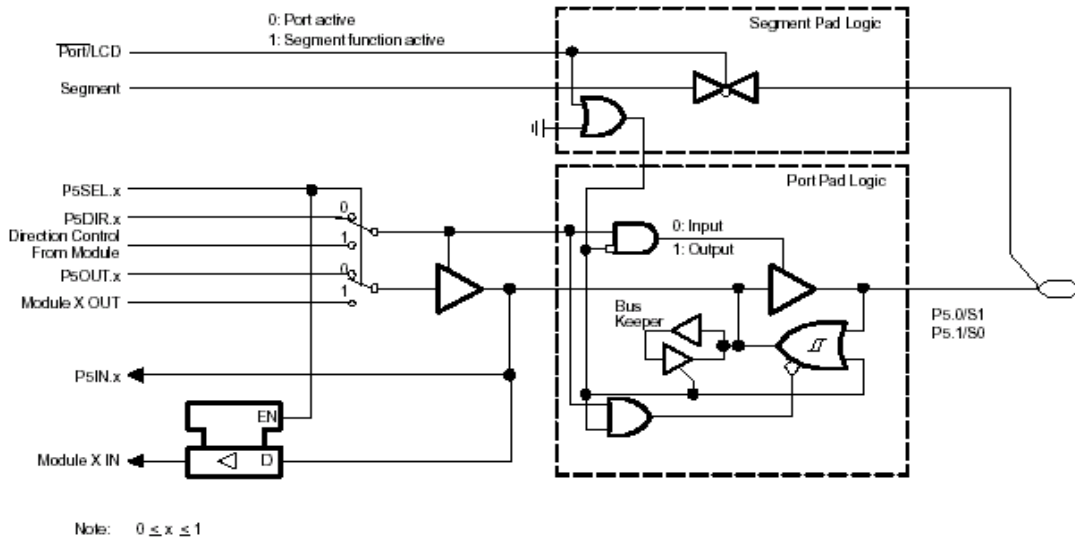 0: Port active
1: Segment function active
Segment Pad Logic
Port/LCD
Segment
Port Pad Logic
P5SEL.x
P5DIR.x
0
Direction Control
From Module
1
0: Input
1: Output
P5OUT.x
0
Module X OUT
1
Bus
Keeper
P5.0/S1
P5.1/S0
P5IN.x
EN
Module X IN
D
Note: 0 ≤ x ≤ 1